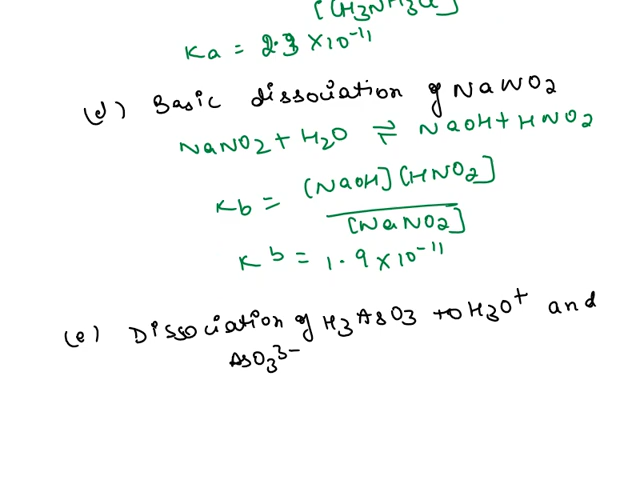 [CH3NH3Cl]
Ka = 2.3 × 10⁻¹¹
(d) Basic dissociation of NaNO2
NaNO2 + H2O ⇌ NaOH + HNO2
Kb = [NaOH] [HNO2]
[NaNO2]
Kb = 1.9 × 10⁻¹¹
(e) Dissociation of H3AsO3 to H3O⁺ and
AsO3³⁻